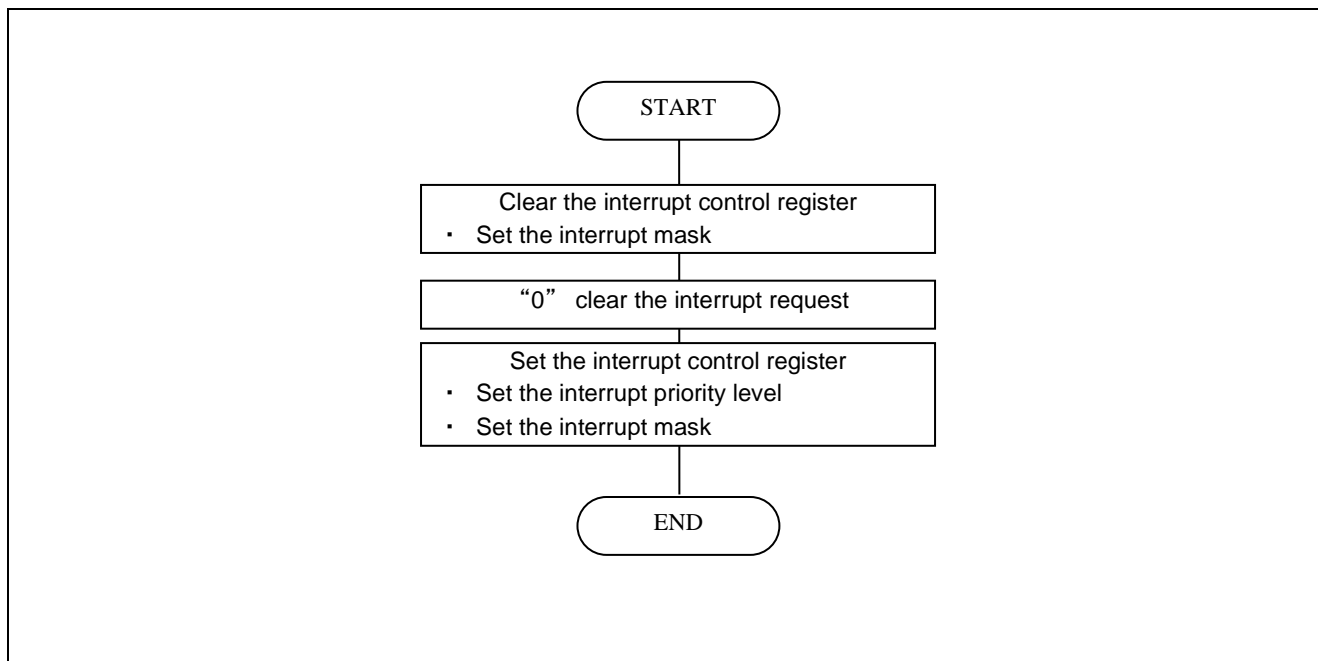 START
Clear the interrupt control register
・ Set the interrupt mask
“0” clear the interrupt request
Set the interrupt control register
・ Set the interrupt priority level
・ Set the interrupt mask
END